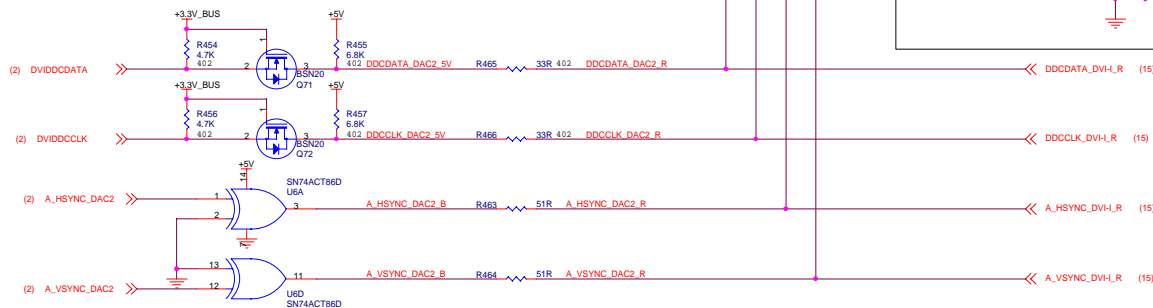 +3.3V_BUS
+5V
R454
4.7K
402
1
2
3
BSN20
Q71
R455
6.8K
402
DDCDATA_DAC2_5V
R465
33R
402
DDCDATA_DAC2_R
(2) DVIDDCDATA
DDCDATA_DVI-I_R (15)
+3.3V_BUS
+5V
R456
4.7K
402
1
2
3
BSN20
Q72
R457
6.8K
402
DDCCLK_DAC2_5V
R466
33R
402
DDCCLK_DAC2_R
(2) DVIDDCCLK
DDCCLK_DVI-I_R (15)
+5V
14
SN74ACT86D
U6A
(2) A_HSYNC_DAC2
1
2
3
7
A_HSYNC_DAC2_B
R463
51R
A_HSYNC_DAC2_R
A_HSYNC_DVI-I_R (15)
13
12
11
(2) A_VSYNC_DAC2
A_VSYNC_DAC2_B
R464
51R
A_VSYNC_DAC2_R
A_VSYNC_DVI-I_R (15)
U6D
SN74ACT86D